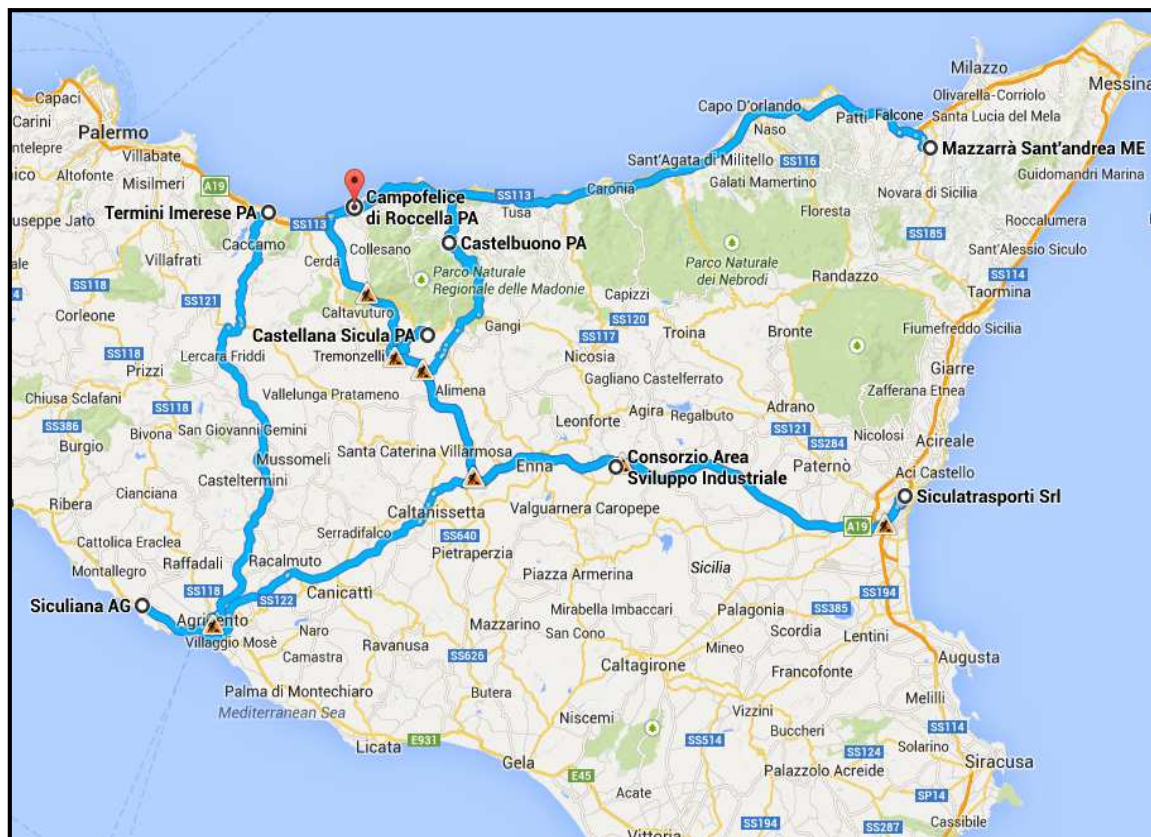 Milazzo
Messina
Capaci
Olivarella-Corriolo
Carini
Capo D'orlando
Palermo
Patti
Falcone
Santa Lucia del Mela
Naso
Villabate
Mazzarrà Sant'andrea ME
Altofonte
Misilmeri
A19
Sant'Agata di Militello
SS116
SS113
Caronia
Galati Mamertino
Guidomandri Marina
Campofelice
di Roccella PA
Tusa
Novara di Sicilia
Termini Imerese PA
SS113
Floresta
Roccalumera
SS185
Caccamo
Collesano
Castelbuono PA
Sant'Alessio Siculo
Villafrati
Cerda
Parco Naturale
Regionale delle Madonie
Parco Naturale
dei Nebrodi
SS114
Randazzo
SS118
SS121
Capizzi
Taormina
Corleone
Caltavuturo
SS120
Gangi
Troina
Bronte
Fiumefreddo Sicilia
Castellana Sicula PA
SS117
SS118
Lercara Friddi
Tremonzelli
Nicosia
Giarre
Prizzi
Gagliano Castelferrato
Zafferana Etnea
Chiusa Sclafani
SS118
Vallelunga Pratameno
Alimena
Adrano
SS386
Leonforte
Agira
Regalbuto
SS121
Bivona
San Giovanni Gemini
Nicolosi
Acireale
Burgio
SS284
Mussomeli
Santa Caterina Villarmosa
Consorzio Area
Sviluppo Industriale
Enna
Paternò
Aci Castello
Casteltermini
Ribera
Cianciana
Siculatrasporti Srl
Caltanissetta
Valguarnera Caropepe
Serradifalco
SS640
A19
Cattolica Eraclea
Pietraperzia
Raffadali
Racalmuto
Sicilia
Montallegro
Piazza Armerina
SS118
Canicattì
SS194
Siculiana AG
SS122
Mirabella Imbaccari
Palagonia
SS385
Agrigento
Naro
Mazzarino
Scordia
Lentini
Villaggio Mosè
Ravanusa
San Cono
Mineo
Camastra
SS626
Caltagirone
Augusta
Francofonte
Palma di Montechiaro
Butera
Melilli
Mediterranean Sea
Vizzini
Niscemi
SS114
Buccheri
Licata
E931
SS514
SS124
Solarino
Gela
Siracusa
E45
Palazzolo Acreide
SP14
Acate
SS194
SS287
Cassibile
Vittoria